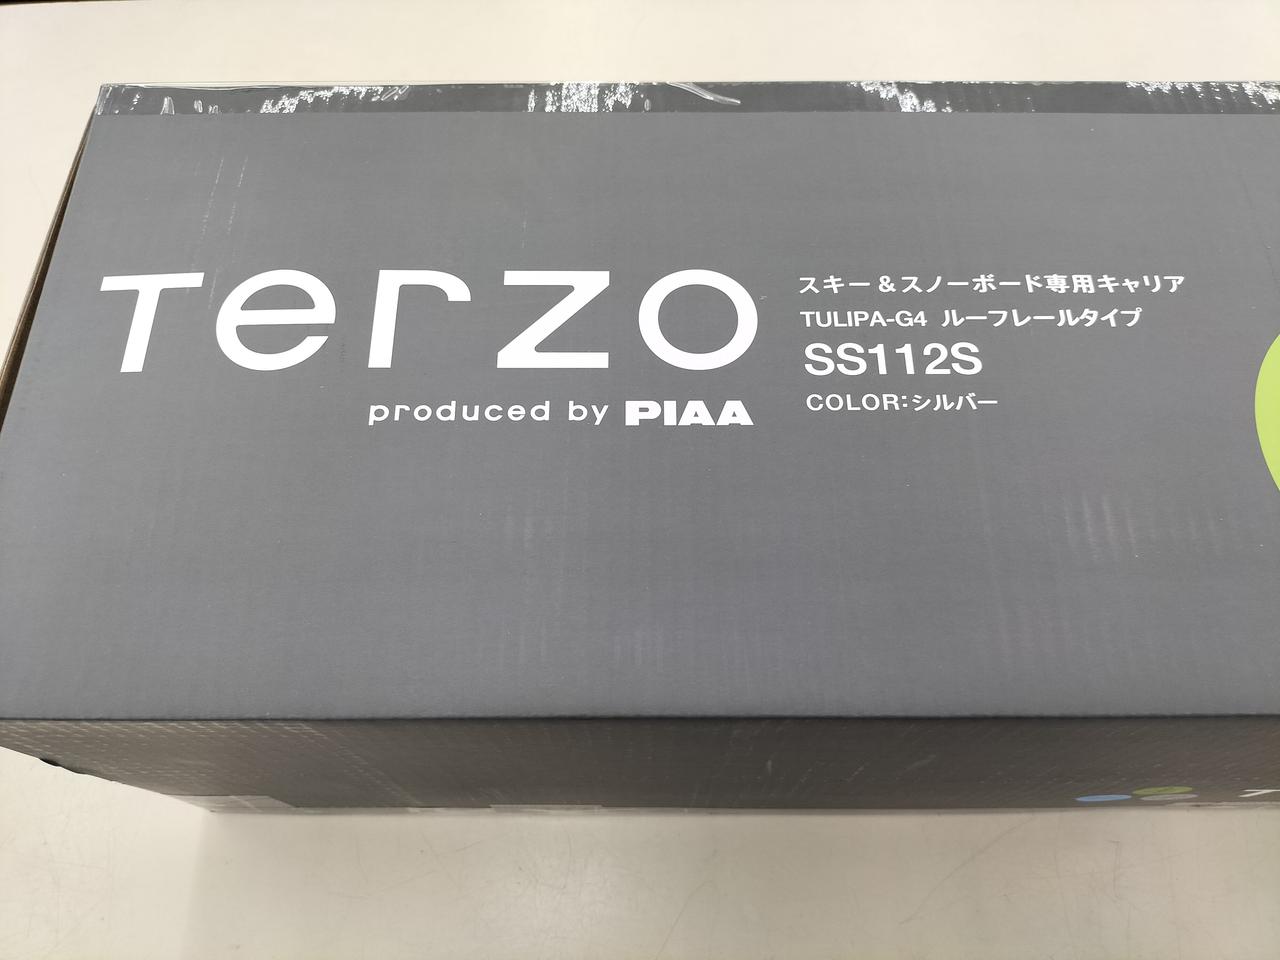 Terzo
produced by PIAA
スキー&スノーボード専用キャリア
TULIPA-G4 ルーフレールタイプ
SS112S
COLOR:シルバー
T